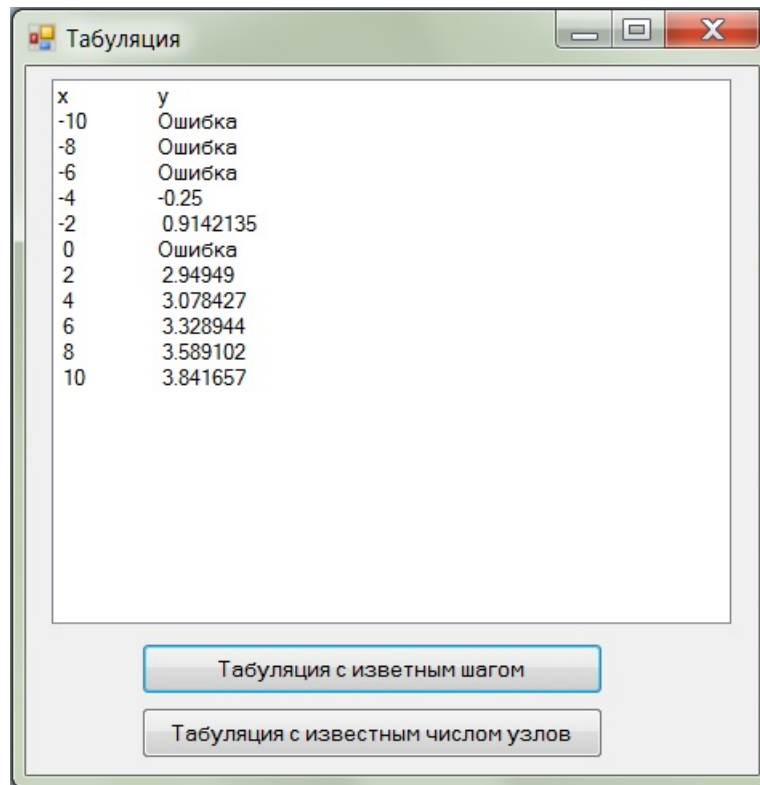 Табуляция
x y
-10 Ошибка
-8 Ошибка
-6 Ошибка
-4 -0.25
-2 0.9142135
0 Ошибка
2 2.94949
4 3.078427
6 3.328944
8 3.589102
10 3.841657
Табуляция с изветным шагом
Табуляция с известным числом узлов